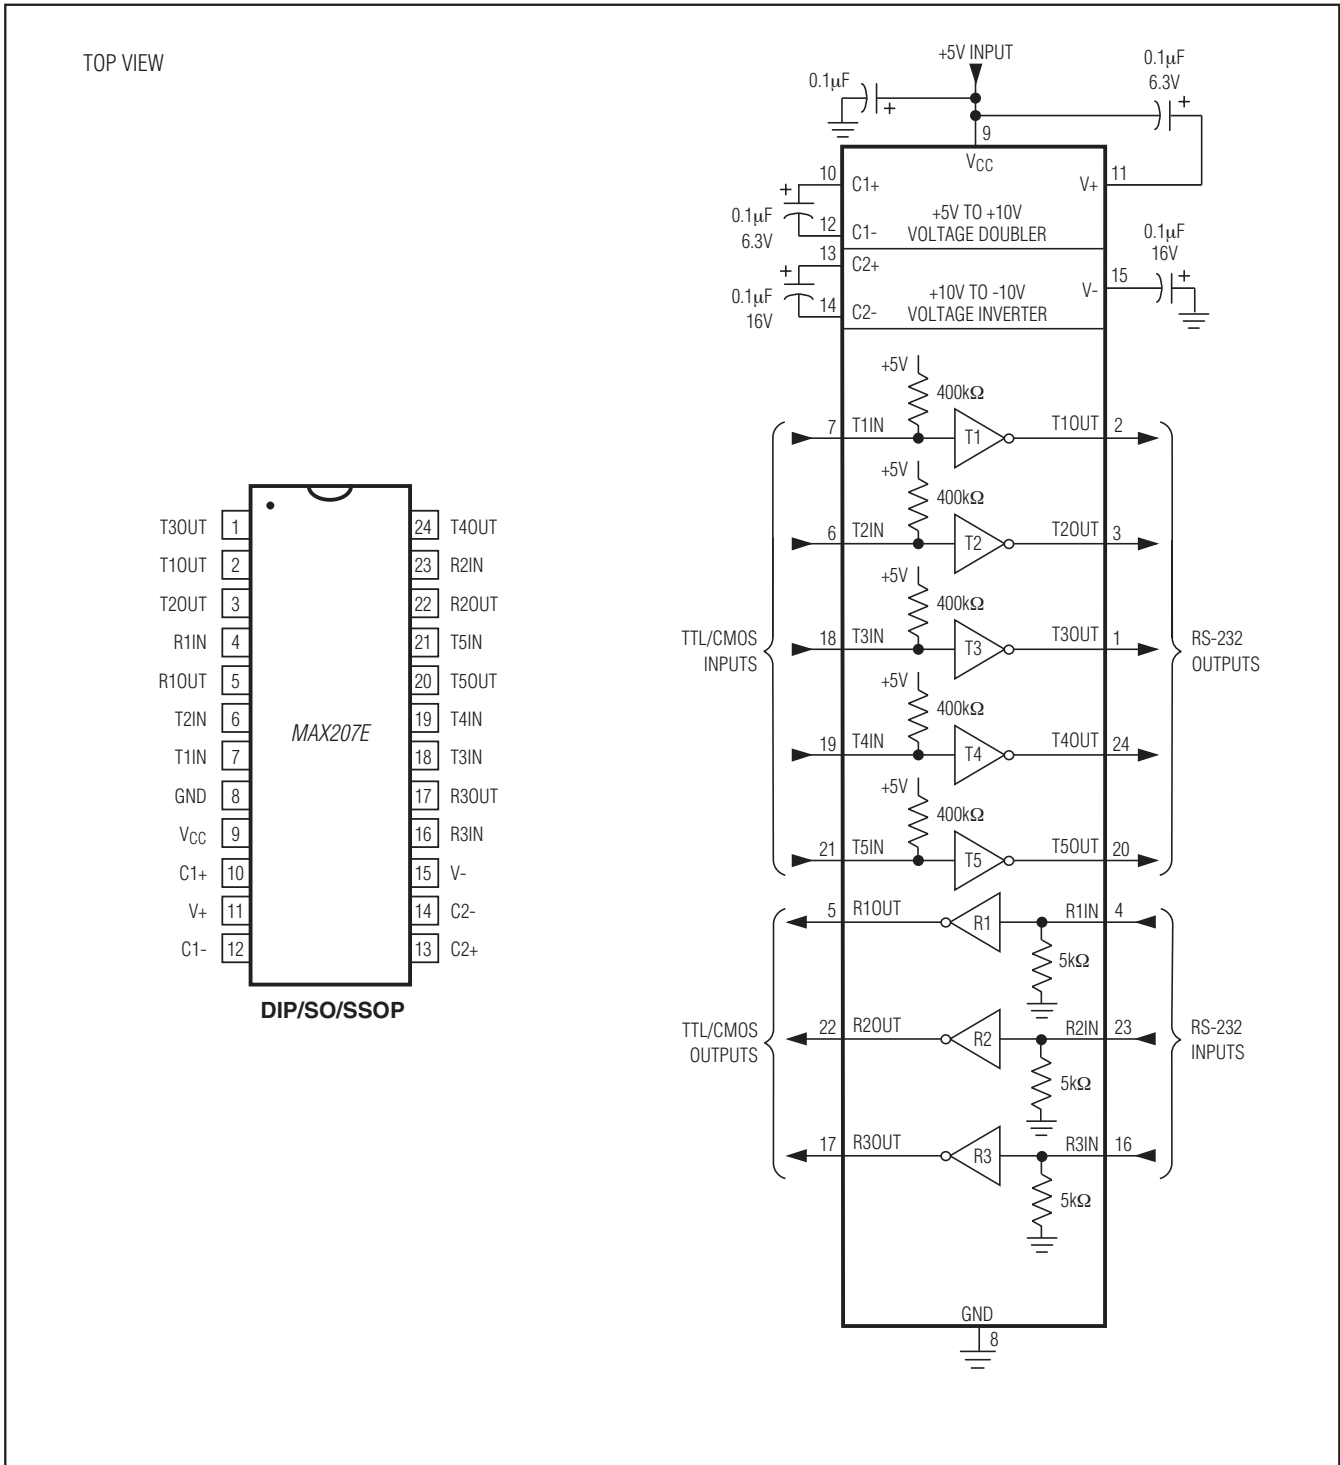 TOP VIEW
T3OUT 1
T1OUT 2
T2OUT 3
R1IN 4
R1OUT 5
T2IN 6
T1IN 7
GND 8
VCC 9
C1+ 10
V+ 11
C1- 12
24 T4OUT
23 R2IN
22 R2OUT
21 T5IN
20 T5OUT
19 T4IN
18 T3IN
17 R3OUT
16 R3IN
15 V-
14 C2-
13 C2+
MAX207E
DIP/SO/SSOP
+5V INPUT
0.1μF
+
0.1μF
6.3V
+
9
VCC
10 C1+
V+ 11
+
0.1μF
6.3V
12 C1-
+5V TO +10V
VOLTAGE DOUBLER
13 C2+
+
0.1μF
16V
14 C2-
+10V TO -10V
VOLTAGE INVERTER
V- 15
0.1μF
16V
+
+5V
400kΩ
7 T1IN T1 T1OUT 2
+5V
400kΩ
6 T2IN T2 T2OUT 3
+5V
400kΩ
TTL/CMOS
INPUTS
18 T3IN T3 T3OUT 1
RS-232
OUTPUTS
+5V
400kΩ
19 T4IN T4 T4OUT 24
+5V
400kΩ
21 T5IN T5 T5OUT 20
5 R1OUT R1 R1IN 4
5kΩ
TTL/CMOS
OUTPUTS
22 R2OUT R2 R2IN 23
RS-232
INPUTS
5kΩ
17 R3OUT R3 R3IN 16
5kΩ
GND
8